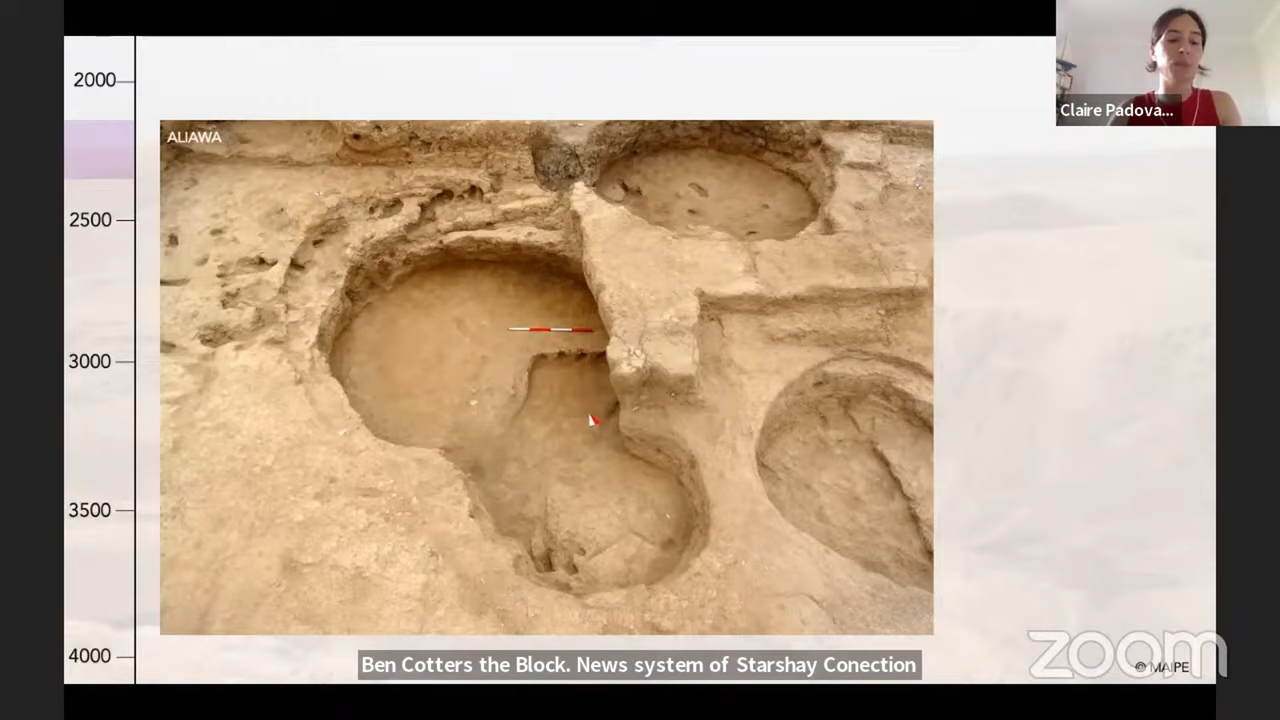 Claire Padova...
2000
ALIAWA
2500
3000
3500
4000
Ben Cotters the Block. News system of Starshay Conection
zoom
© MAIPE